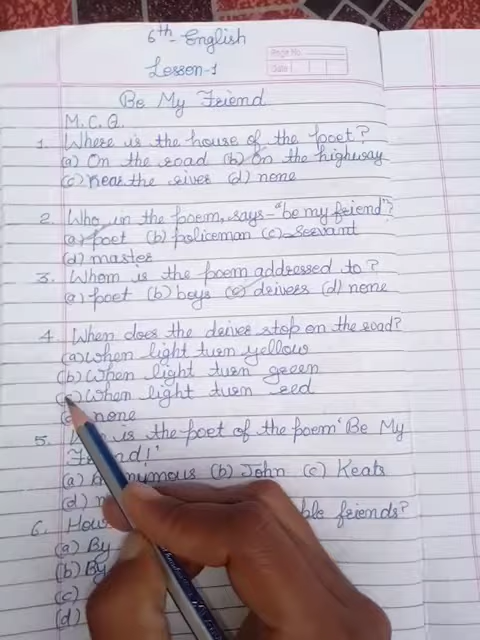 6th - English
Page No.
Date
Lesson-1
Be My Friend
M.C.Q.
1. Where is the house of the poet?
(a) On the road (b) On the highway
(c) Near the river (d) none
2. Who in the poem, says - "be my friend"?
(a) poet (b) policeman (c) servant
(d) master
3. Whom is the poem addressed to?
(a) poet (b) boys (c) drivers (d) none
4. When does the driver stop on the road?
(a) When light turn yellow
(b) When light turn green
(c) When light turn red
none
5. is the poet of the poem 'Be My
Friend!'
(a) Anonymous (b) John (c) Keats
(d)
6. How friends?
(a) By
(b) By
(c)
(d)